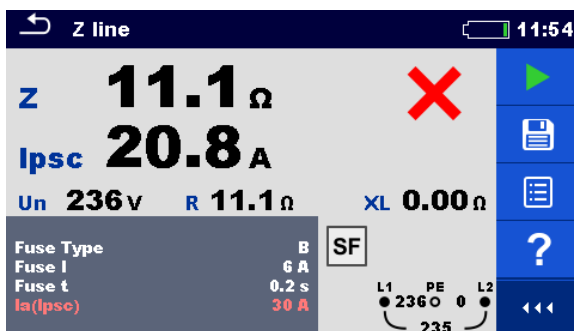 Z line 11:54
Z 11.1 Ω
Ipsc 20.8 A
Un 236 V R 11.1 Ω XL 0.00 Ω
Fuse Type B
Fuse I 6 A
Fuse t 0.2 s
Ia(Ipsc) 30 A
SF
?
L1 PE L2
236 0
235